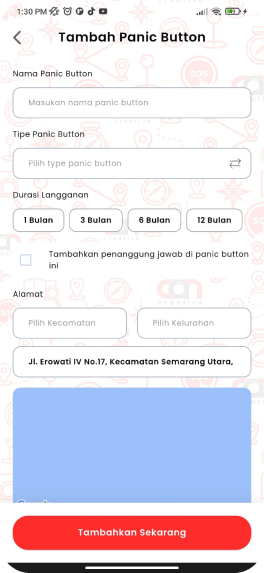 1:30 PM
Tambah Panic Button
Nama Panic Button
Masukan nama panic button
Tipe Panic Button
Pilih type panic button
Durasi Langganan
1 Bulan 3 Bulan 6 Bulan 12 Bulan
Tambahkan penanggung jawab di panic button
ini
Alamat
Pilih Kecamatan Pilih Kelurahan
Jl. Erowati IV No.17, Kecamatan Semarang Utara,
Tambahkan Sekarang